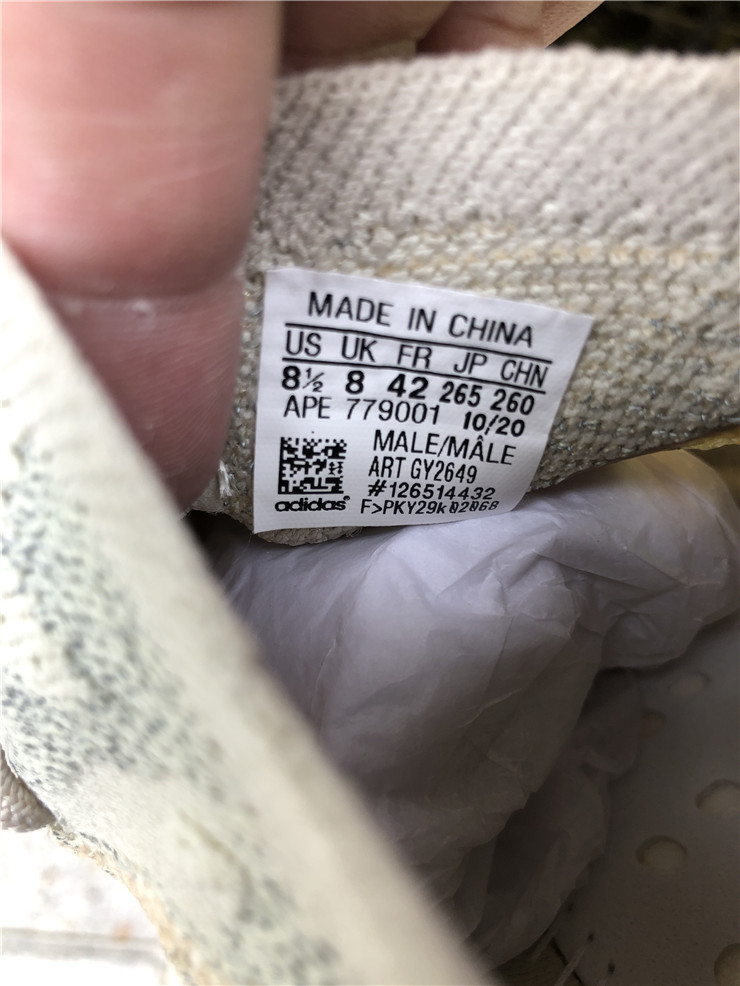 MADE IN CHINA
US UK FR JP CHN
8½ 8 42 265 260
APE 779001 10/20
MALE/MÂLE
ART GY2649
#126514432
adidas® F>PKY29k02068